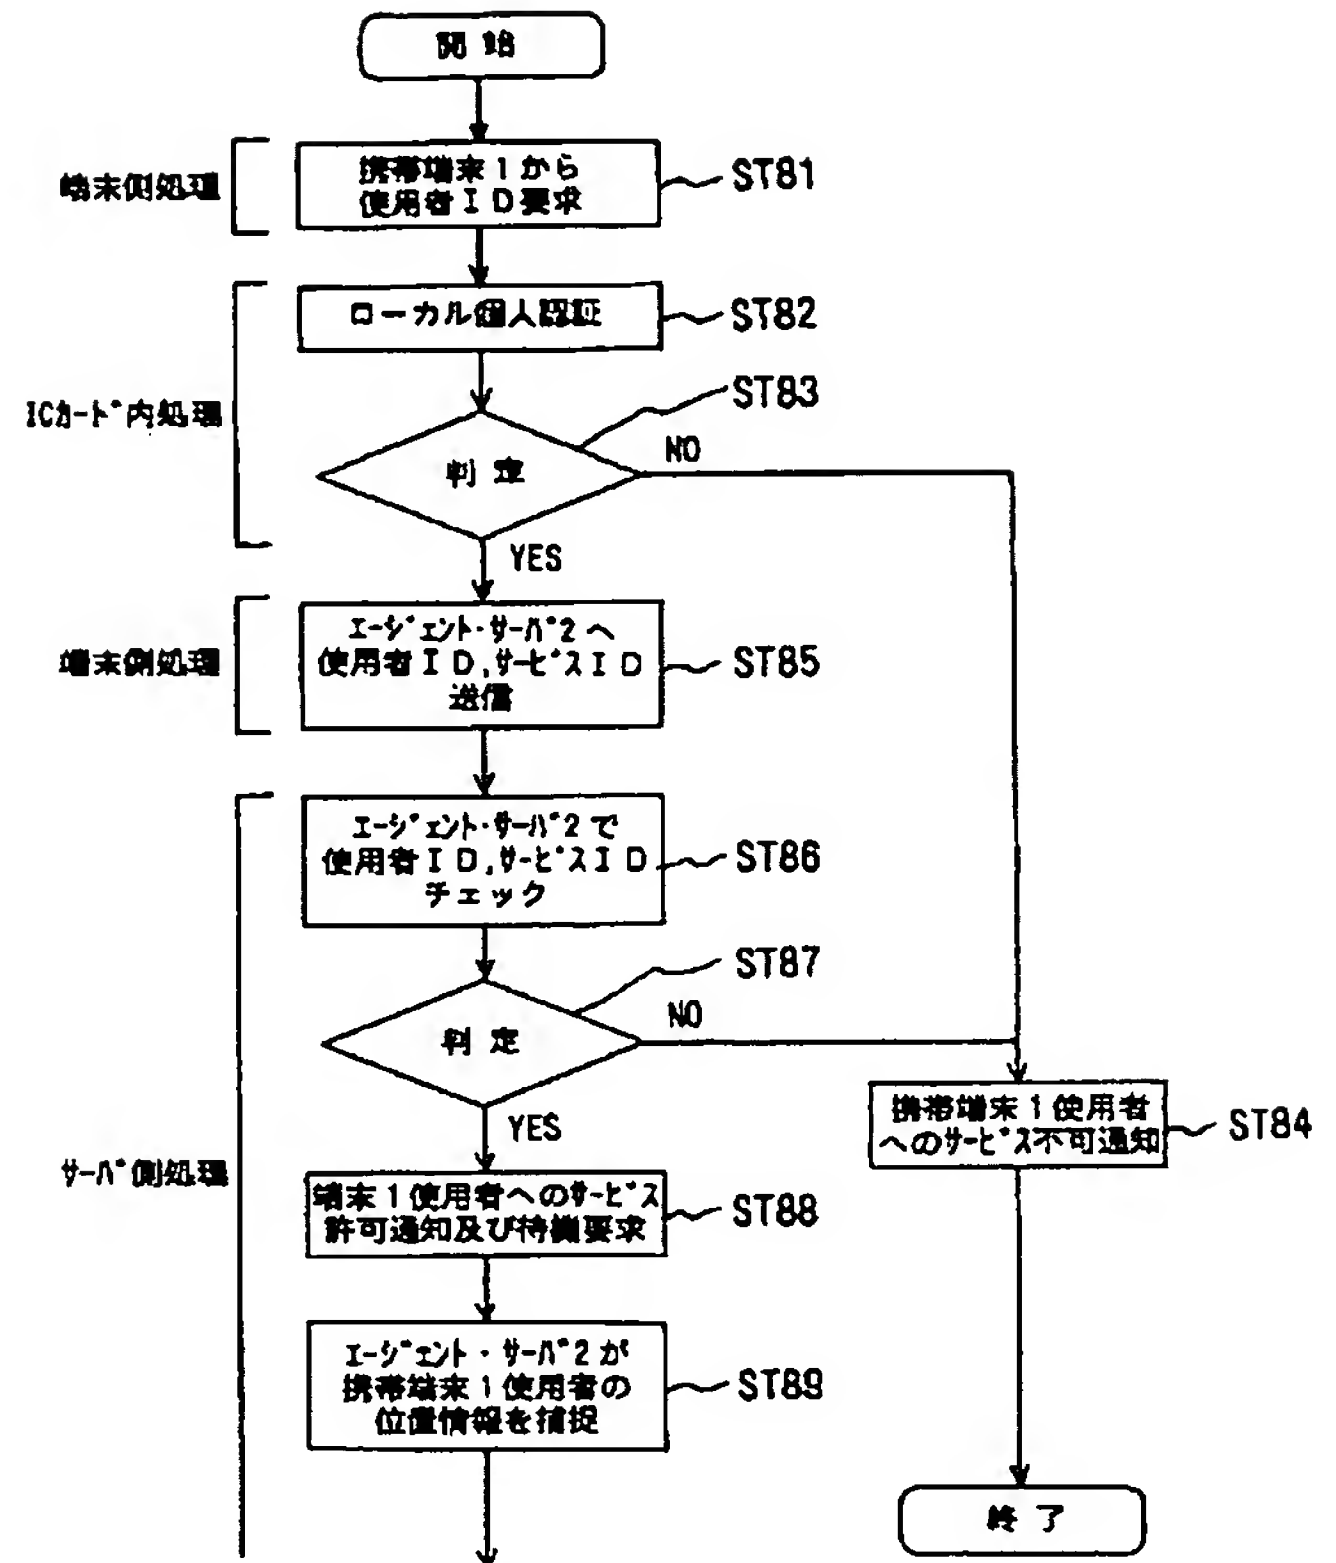 開始
端末側処理
携帯端末1から
使用者ID要求
ST81
ICカード内処理
ローカル個人認証
ST82
判定
ST83
NO
YES
端末側処理
エージェント・サーバ2へ
使用者ID,サービスID
送信
ST85
サーバ側処理
エージェント・サーバ2で
使用者ID,サービスID
チェック
ST86
判定
ST87
NO
YES
携帯端末1使用者
へのサービス不可通知
ST84
端末1使用者へのサービス
許可通知及び待機要求
ST88
エージェント・サーバ2が
携帯端末1使用者の
位置情報を捕捉
ST89
終了